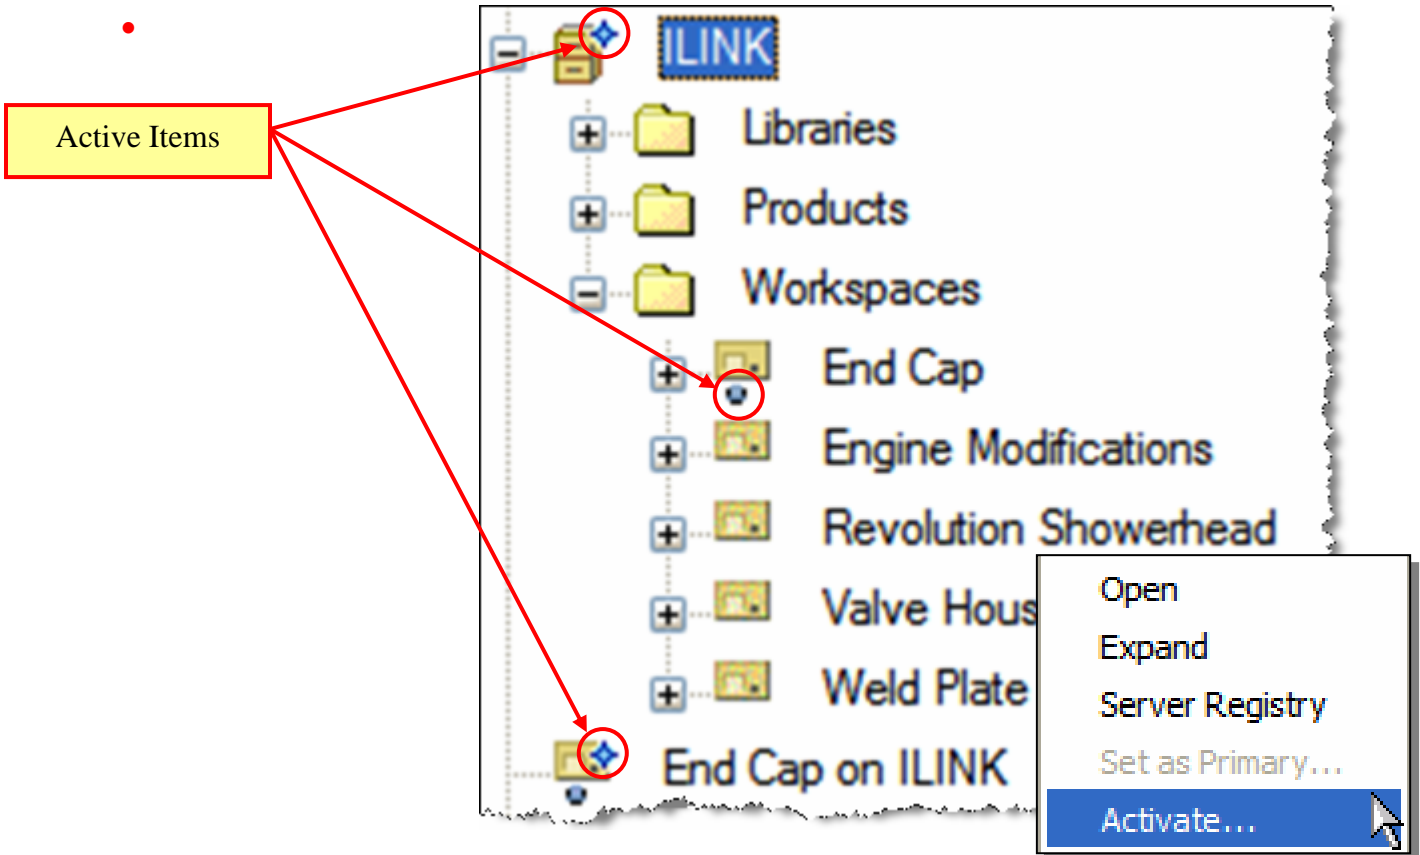 Active Items
ILINK
Libraries
Products
Workspaces
End Cap
Engine Modifications
Revolution Showerhead
Valve Hous
Weld Plate
End Cap on ILINK
Open
Expand
Server Registry
Set as Primary...
Activate...